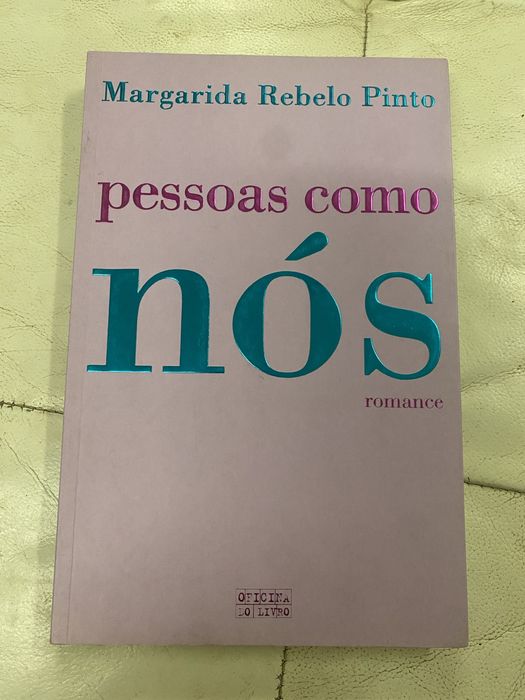 Margarida Rebelo Pinto
pessoas como
nós
romance
OFICINA
DO LIVRO